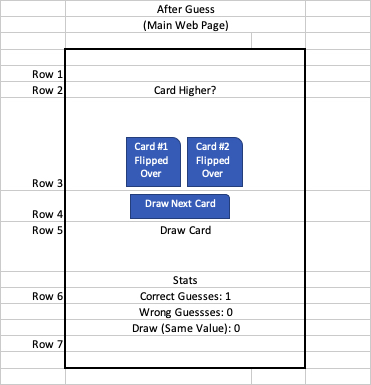 After Guess
(Main Web Page)
Row 1
Row 2 Card Higher?
Card #1 Card #2
Flipped Flipped
Over Over
Row 3
Draw Next Card
Row 4
Row 5 Draw Card
Stats
Row 6 Correct Guesses: 1
Wrong Guessses: 0
Draw (Same Value): 0
Row 7